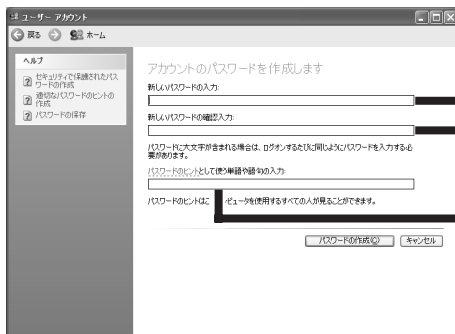 ユーザー アカウント
戻る ホーム
ヘルプ
セキュリティで保護されたパス
ワードの作成
適切なパスワードのヒントの
作成
パスワードの保存
アカウントのパスワードを作成します
新しいパスワードの入力:
新しいパスワードの確認入力:
パスワードに大文字が含まれる場合は、ログオンするたびに同じようにパスワードを入力する必
要があります。
パスワードのヒントとして使う単語や語句の入力:
パスワードのヒントはこ ピュータを使用するすべての人が見ることができます。
パスワードの作成(C) キャンセル